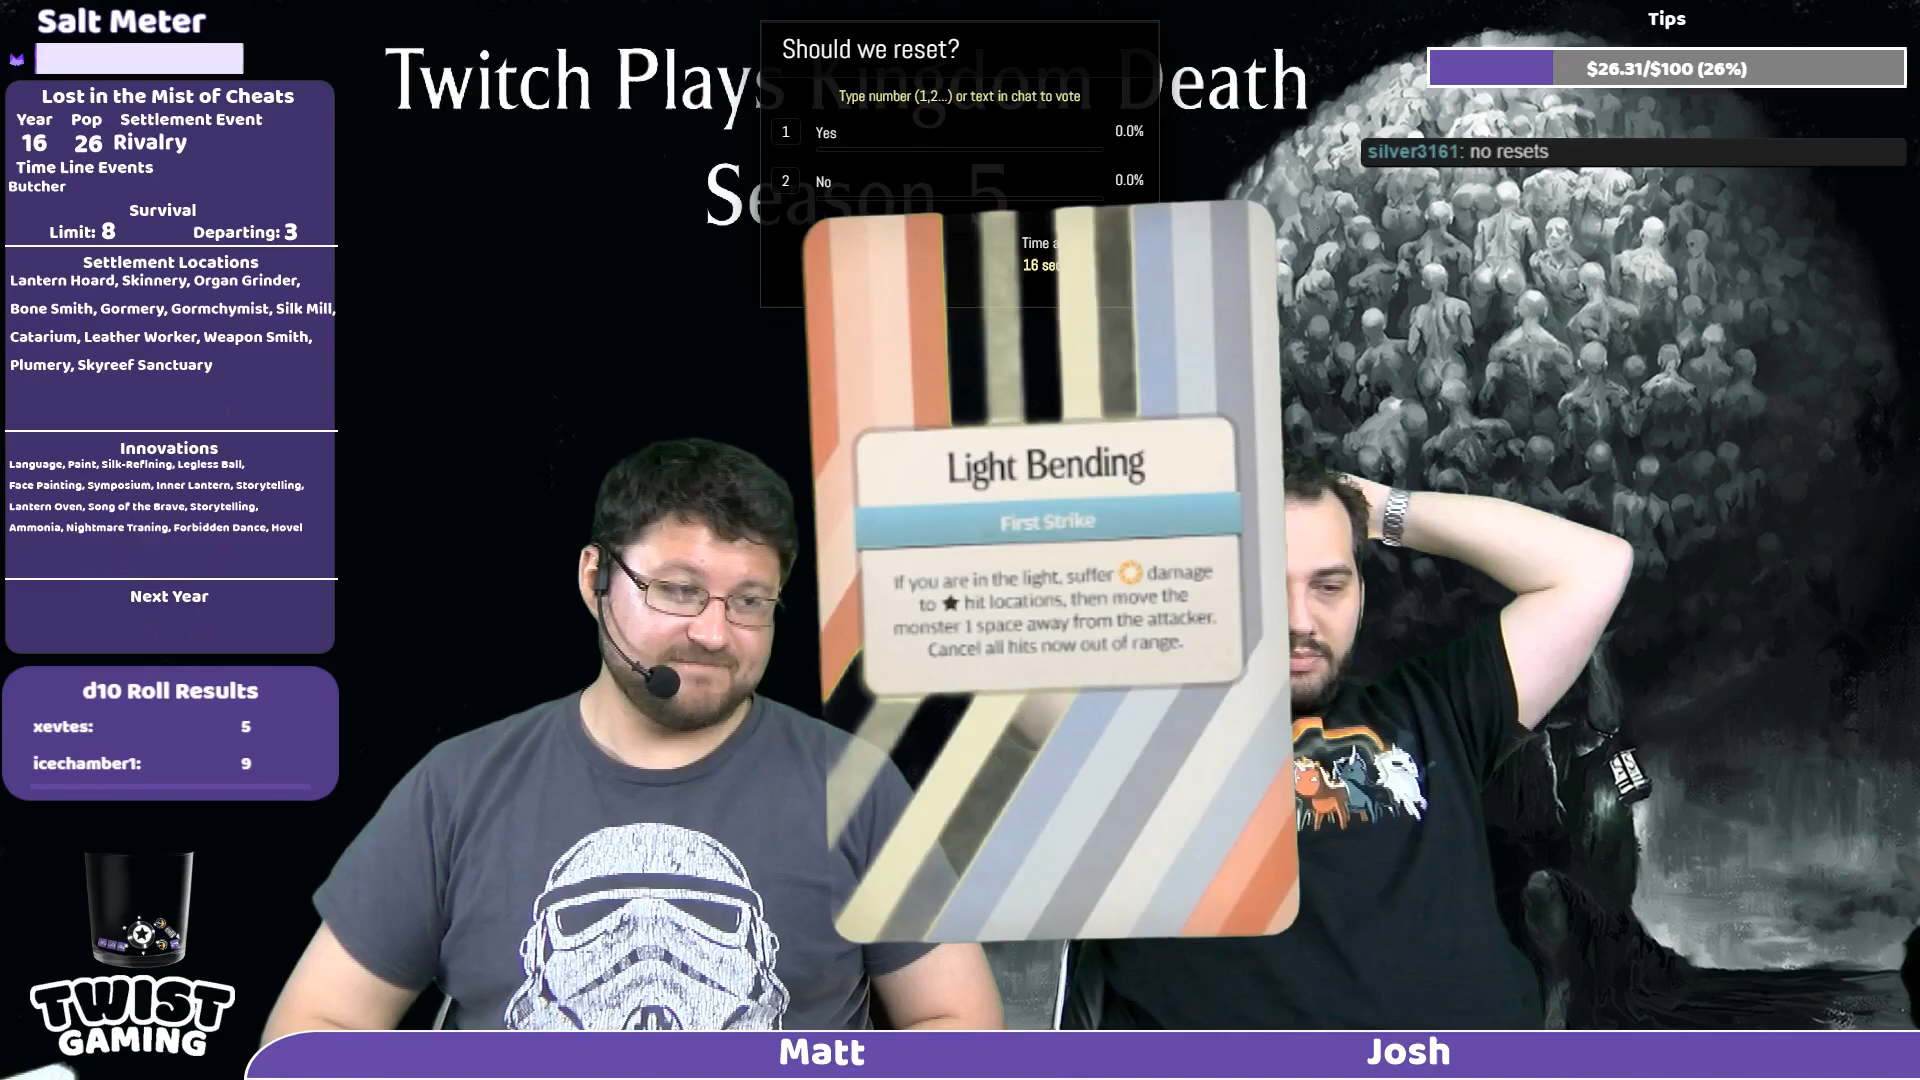 Salt Meter
Lost in the Mist of Cheats
Year Pop Settlement Event
16 26 Rivalry
Time Line Events
Butcher
Survival
Limit: 8 Departing: 3
Settlement Locations
Lantern Hoard, Skinnery, Organ Grinder,
Bone Smith, Gormery, Gormchymist, Silk Mill,
Catarium, Leather Worker, Weapon Smith,
Plumery, Skyreef Sanctuary
Innovations
Language, Paint, Silk-Refining, Legless Ball,
Face Painting, Symposium, Inner Lantern, Storytelling,
Lantern Oven, Song of the Brave, Storytelling,
Ammonia, Nightmare Traning, Forbidden Dance, Hovel
Next Year
d10 Roll Results
xevtes: 5
icechamber1: 9
TWIST
GAMING
Twitch Plays Kingdom Death
Season 5
Should we reset?
Type number (1,2...) or text in chat to vote
1 Yes 0.0%
2 No 0.0%
Time
16
Light Bending
First Strike
If you are in the light, suffer damage
to ★ hit locations, then move the
monster 1 space away from the attacker.
Cancel all hits now out of range.
Tips
$26.31/$100 (26%)
silver3161: no resets
Matt
Josh